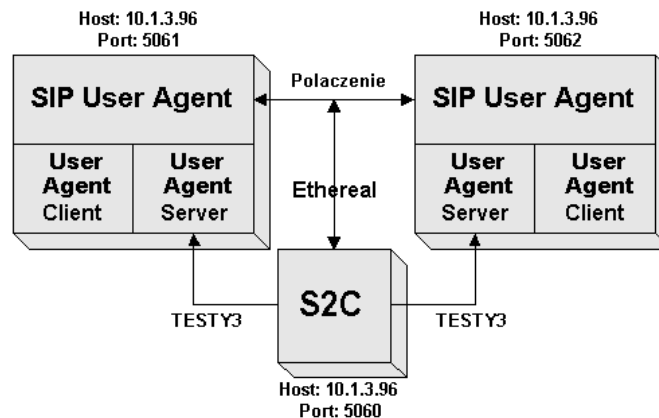 Host: 10.1.3.96
Port: 5061
Host: 10.1.3.96
Port: 5062
SIP User Agent
Polaczenie
SIP User Agent
User
Agent
Client
User
Agent
Server
Ethereal
User
Agent
Server
User
Agent
Client
TESTY3
S2C
TESTY3
Host: 10.1.3.96
Port: 5060